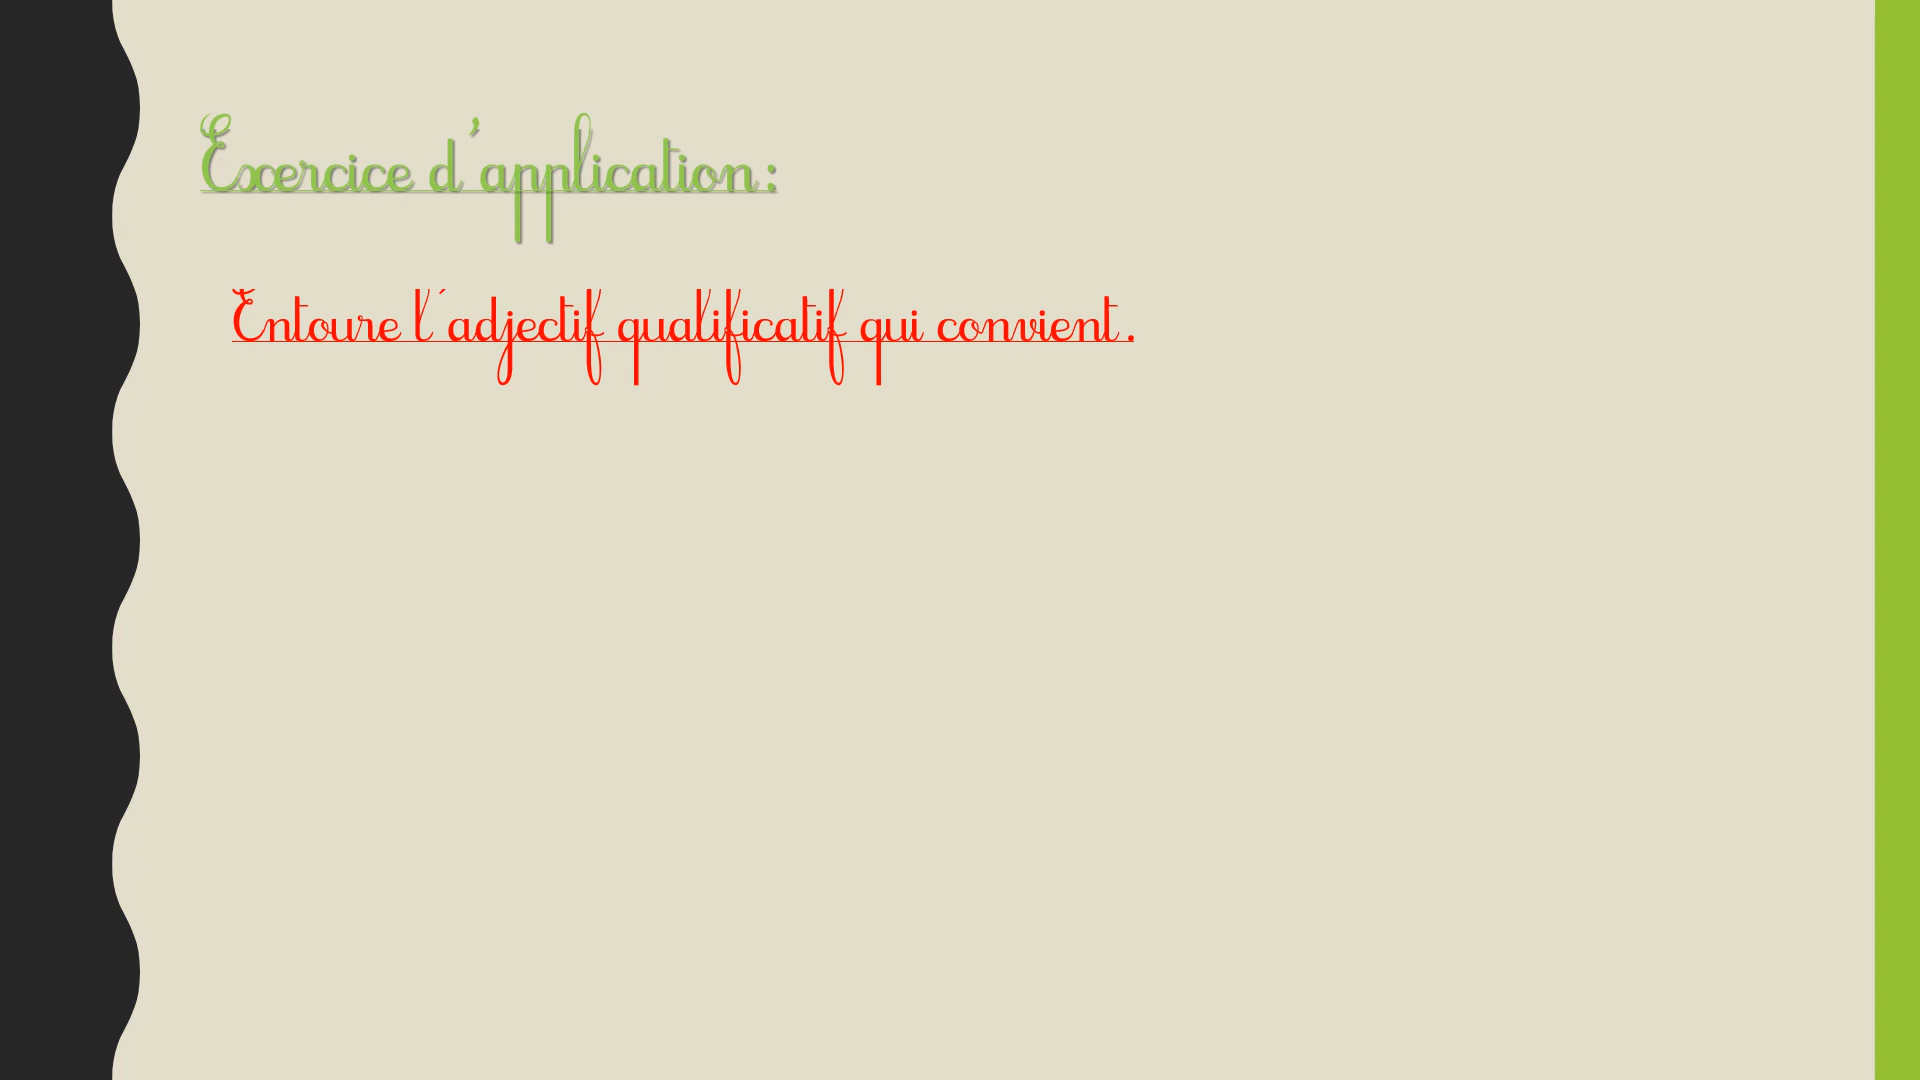 Exercice d'application:
Entoure l'adjectif qualificatif qui convient.